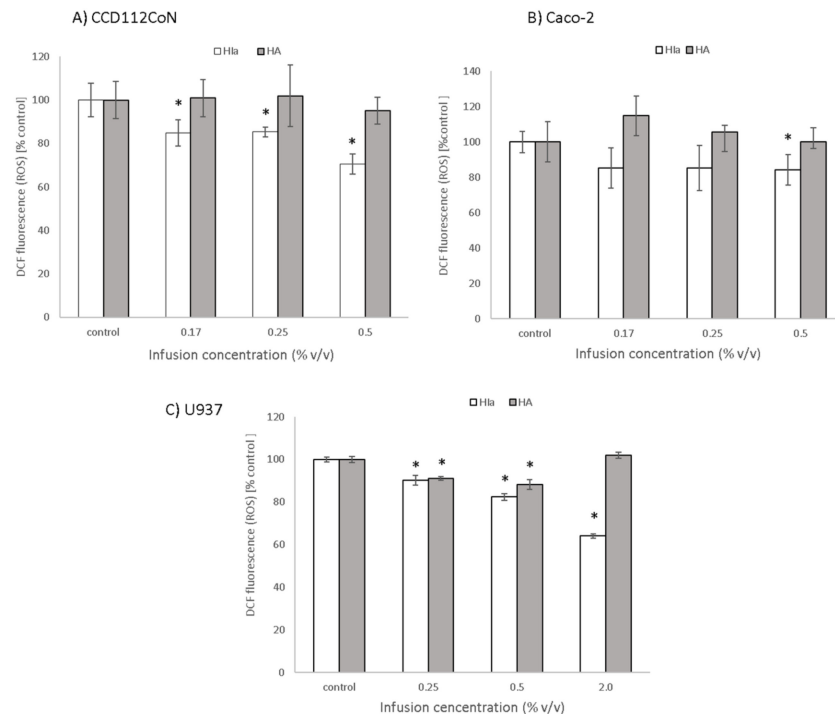 A) CCD112CoN
HIa HA
DCF fluorescence (ROS) [% control]
120
100
80
60
40
20
0
* * *
control 0.17 0.25 0.5
Infusion concentration (% v/v)
B) Caco-2
HIa HA
DCF fluorescence (ROS) [%control]
140
120
100
80
60
40
20
0
*
control 0.17 0.25 0.5
Infusion concentration (% v/v)
C) U937
HIa HA
DCF fluorescence (ROS) [% control ]
120
100
80
60
40
20
0
* * * * *
control 0.25 0.5 2.0
Infusion cencentration (% v/v)